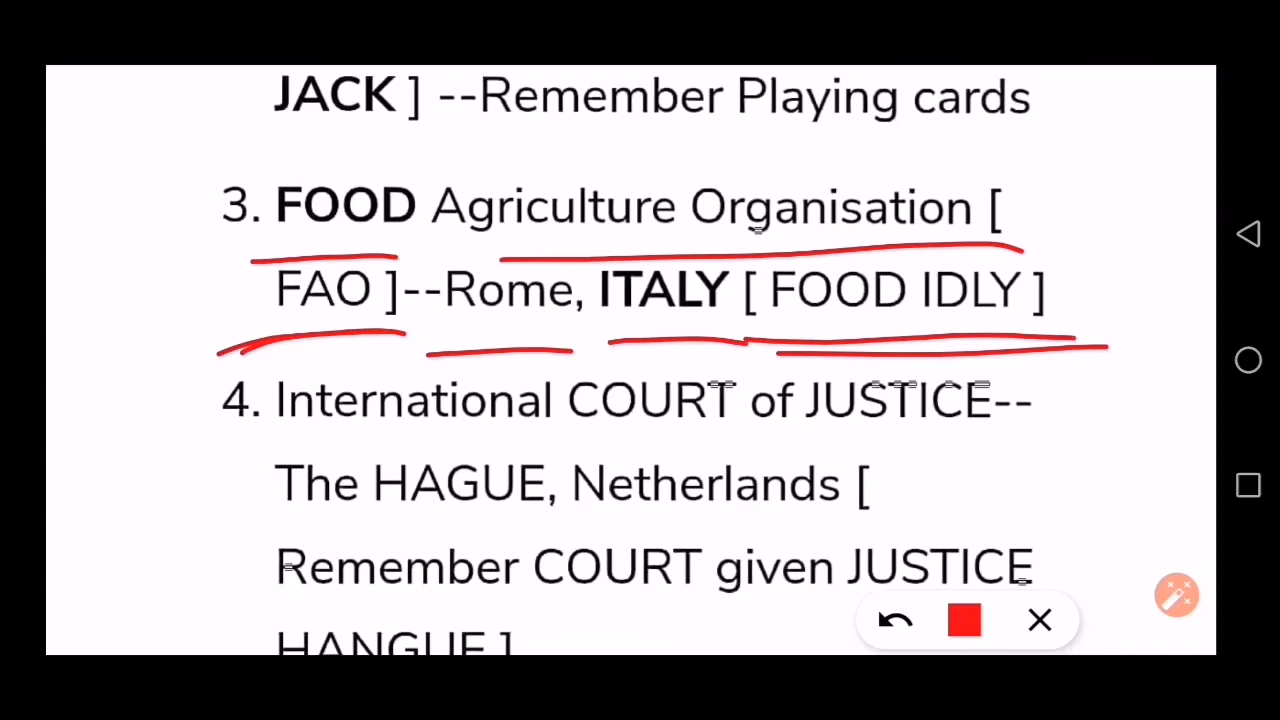 JACK ] --Remember Playing cards
3. FOOD Agriculture Organisation [
FAO ]--Rome, ITALY [ FOOD IDLY ]
4. International COURT of JUSTICE--
The HAGUE, Netherlands [
Remember COURT given JUSTICE
HANGUE ]